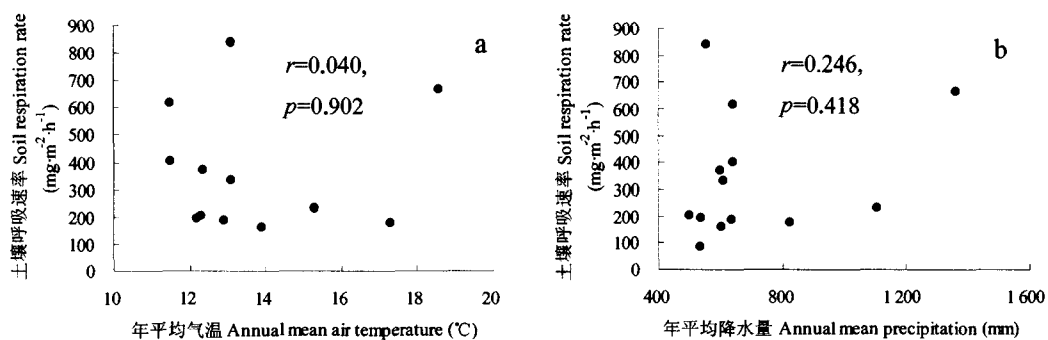 土壤呼吸速率 Soil respiration rate
(mg·m⁻²·h⁻¹)
900
800
700
600
500
400
300
200
100
0
a
r=0.040,
p=0.902
10
12
14
16
18
20
年平均气温 Annual mean air temperature (℃)
土壤呼吸速率 Soil respiration rate
(mg·m⁻²·h⁻¹)
900
800
700
600
500
400
300
200
100
0
b
r=0.246,
p=0.418
400
800
1 200
1 600
年平均降水量 Annual mean precipitation (mm)